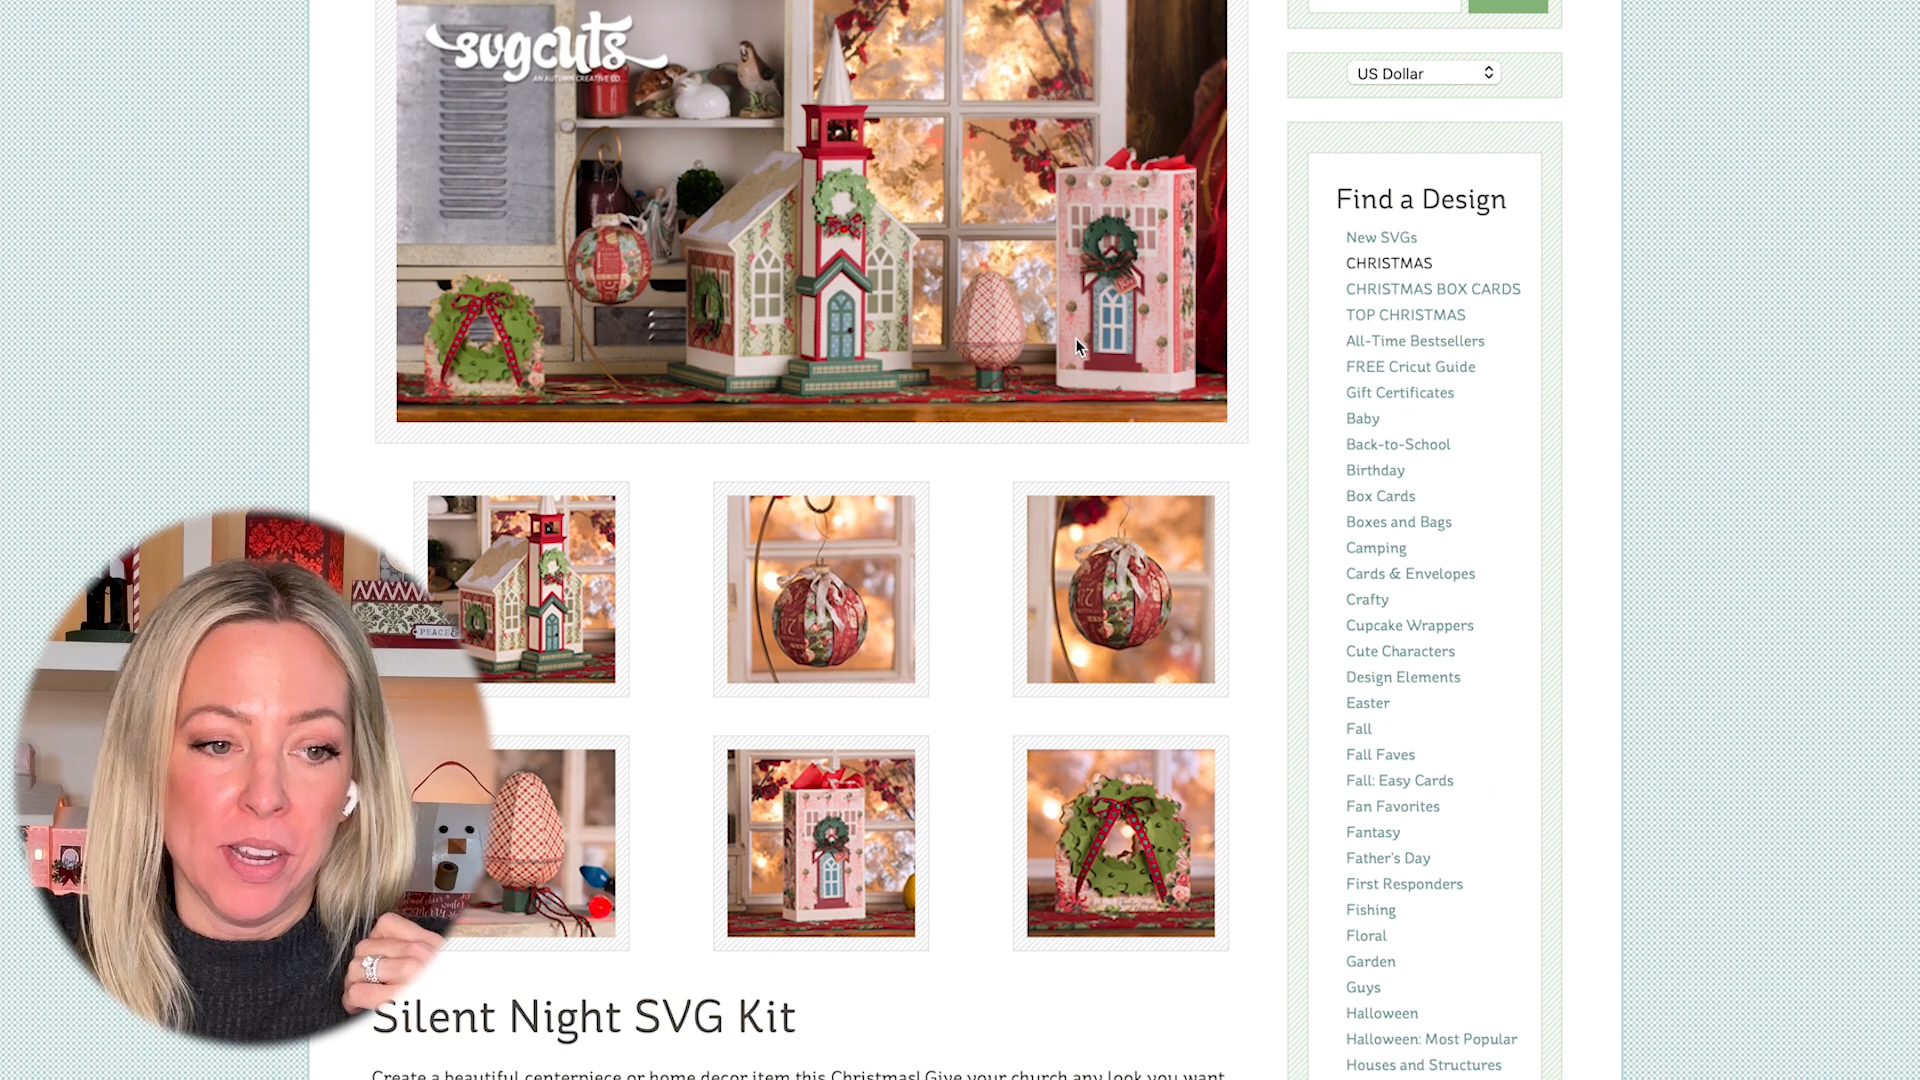 svgcuts
AN AUTUMN CREATIVE CO.
US Dollar
Find a Design
New SVGs
CHRISTMAS
CHRISTMAS BOX CARDS
TOP CHRISTMAS
All-Time Bestsellers
FREE Cricut Guide
Gift Certificates
Baby
Back-to-School
Birthday
Box Cards
Boxes and Bags
Camping
Cards & Envelopes
Crafty
Cupcake Wrappers
Cute Characters
Design Elements
Easter
Fall
Fall Faves
Fall: Easy Cards
Fan Favorites
Fantasy
Father's Day
First Responders
Fishing
Floral
Garden
Guys
Halloween
Halloween: Most Popular
Houses and Structures
PEACE
Silent Night SVG Kit
Create a beautiful centerpiece or home decor item this Christmas! Give your church any look you want